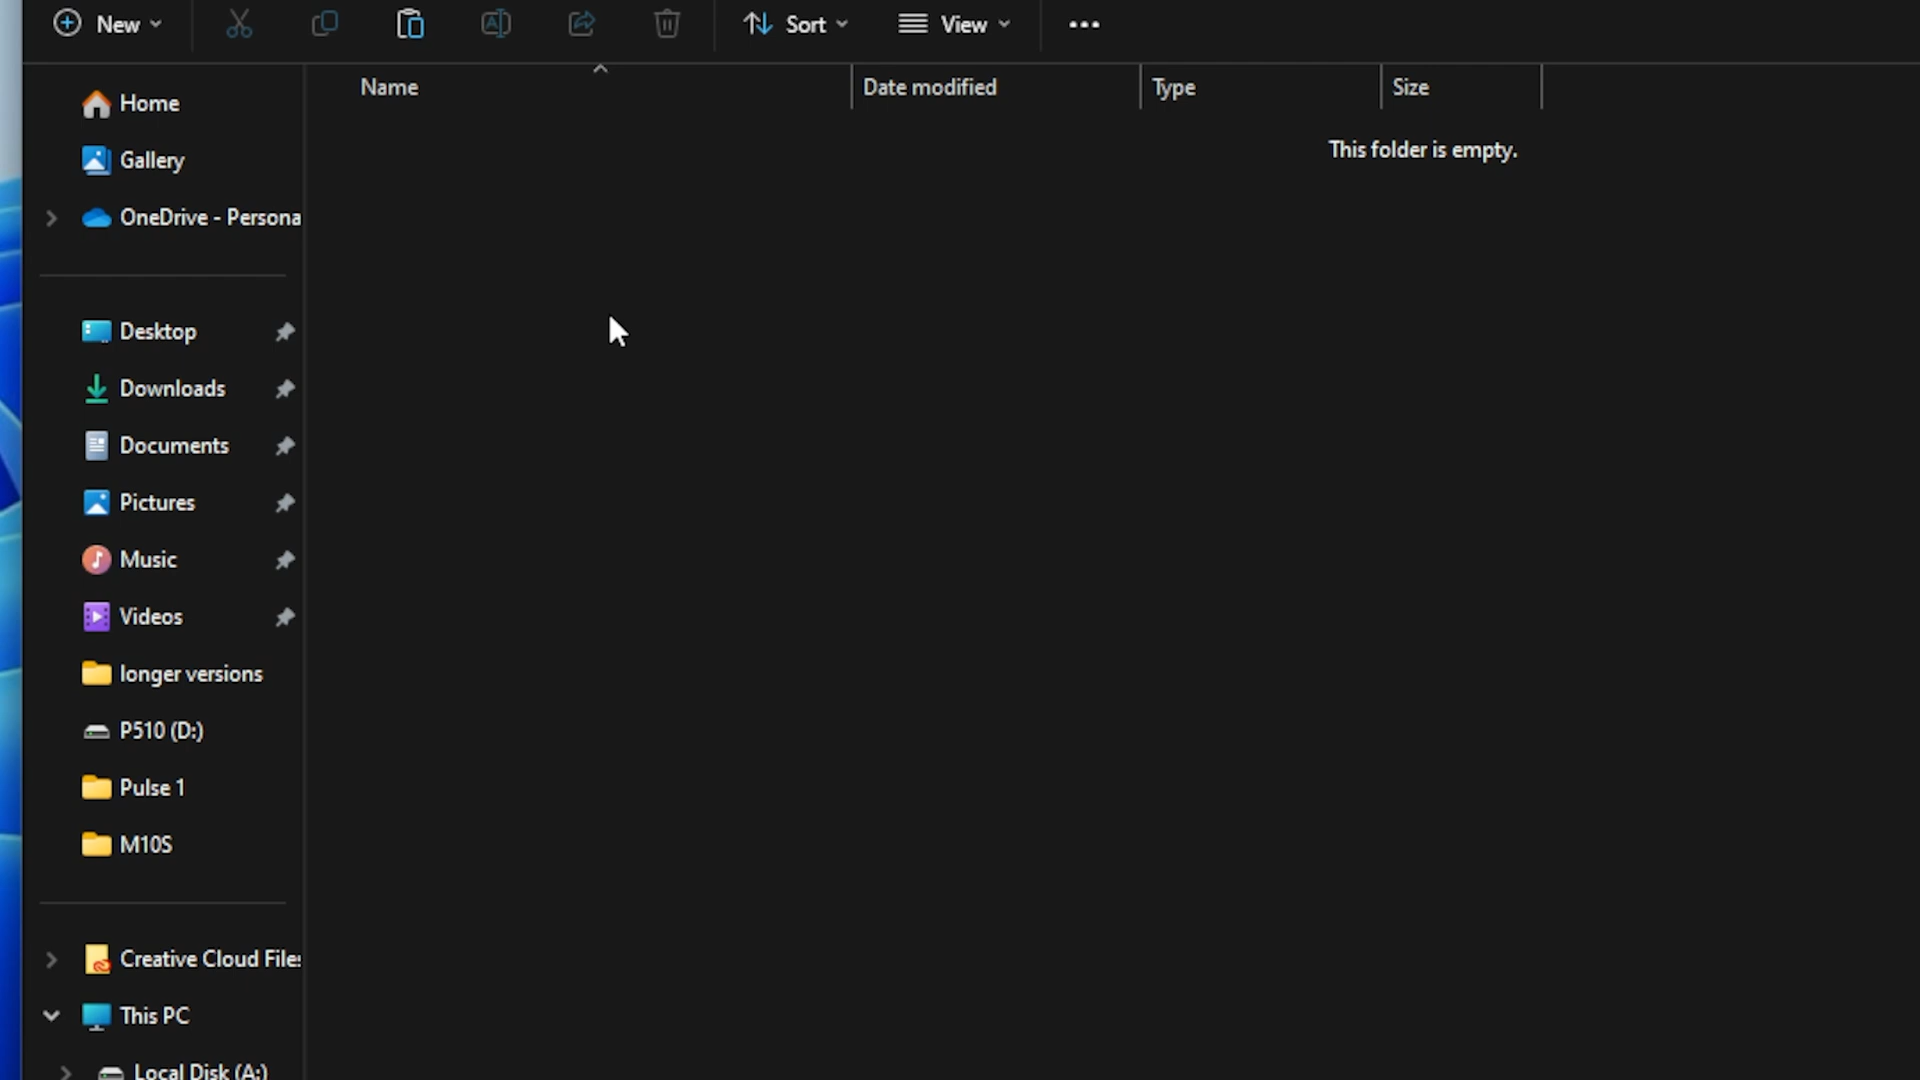 New
Sort
View
Name
Date modified
Type
Size
This folder is empty.
Home
Gallery
OneDrive - Persona
Desktop
Downloads
Documents
Pictures
Music
Videos
longer versions
P510 (D:)
Pulse 1
M10S
Creative Cloud Files
This PC
Local Disk (A:)